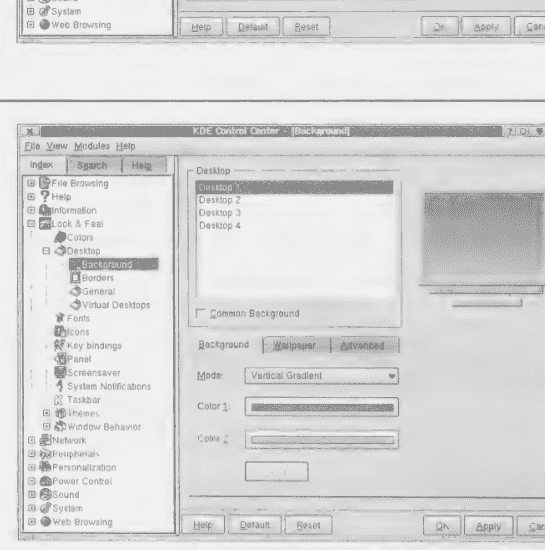 System
Web Browsing
Help Default Reset
Apply
KDE Control Center - [Background]
File View Modules Help
Index Search Help
File Browsing
Help
Information
Look & Feel
Colors
Desktop
Background
Borders
General
Virtual Desktops
Fonts
Icons
Key bindings
Panel
Screensaver
System Notifications
Taskbar
Themes
Window Behavior
Network
Peripherals
Personalization
Power Control
Sound
System
Web Browsing
Desktop
Desktop 1
Desktop 2
Desktop 3
Desktop 4
Common Background
Background Wallpaper Advanced
Mode: Vertical Gradient
Color 1:
Color 2
Help Default Reset
OK Apply